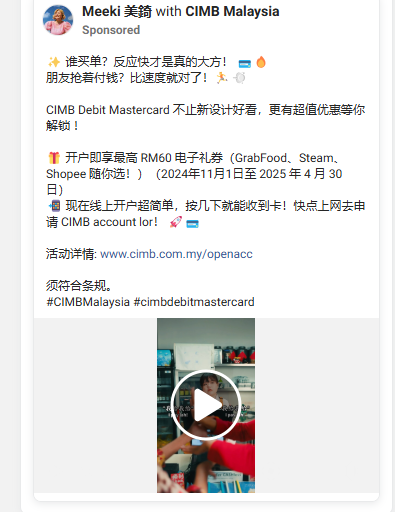 Meeki 美錡 with CIMB Malaysia
Sponsored
✨ 谁买单？反应快才是真的大方！ 💳🔥
朋友抢着付钱？比速度就对了！🏃💨
CIMB Debit Mastercard 不止新设计好看，更有超值优惠等你
解锁！
🎁 开户即享最高 RM60 电子礼券（GrabFood、Steam、
Shopee 随你选！）（2024年11月1日至 2025 年 4 月 30
日）
📲 现在线上开户超简单，按几下就能收到卡！快点上网去申
请 CIMB account lor！ 🚀💳
活动详情: www.cimb.com.my/openacc
须符合条规。
#CIMBMalaysia #cimbdebitmastercard